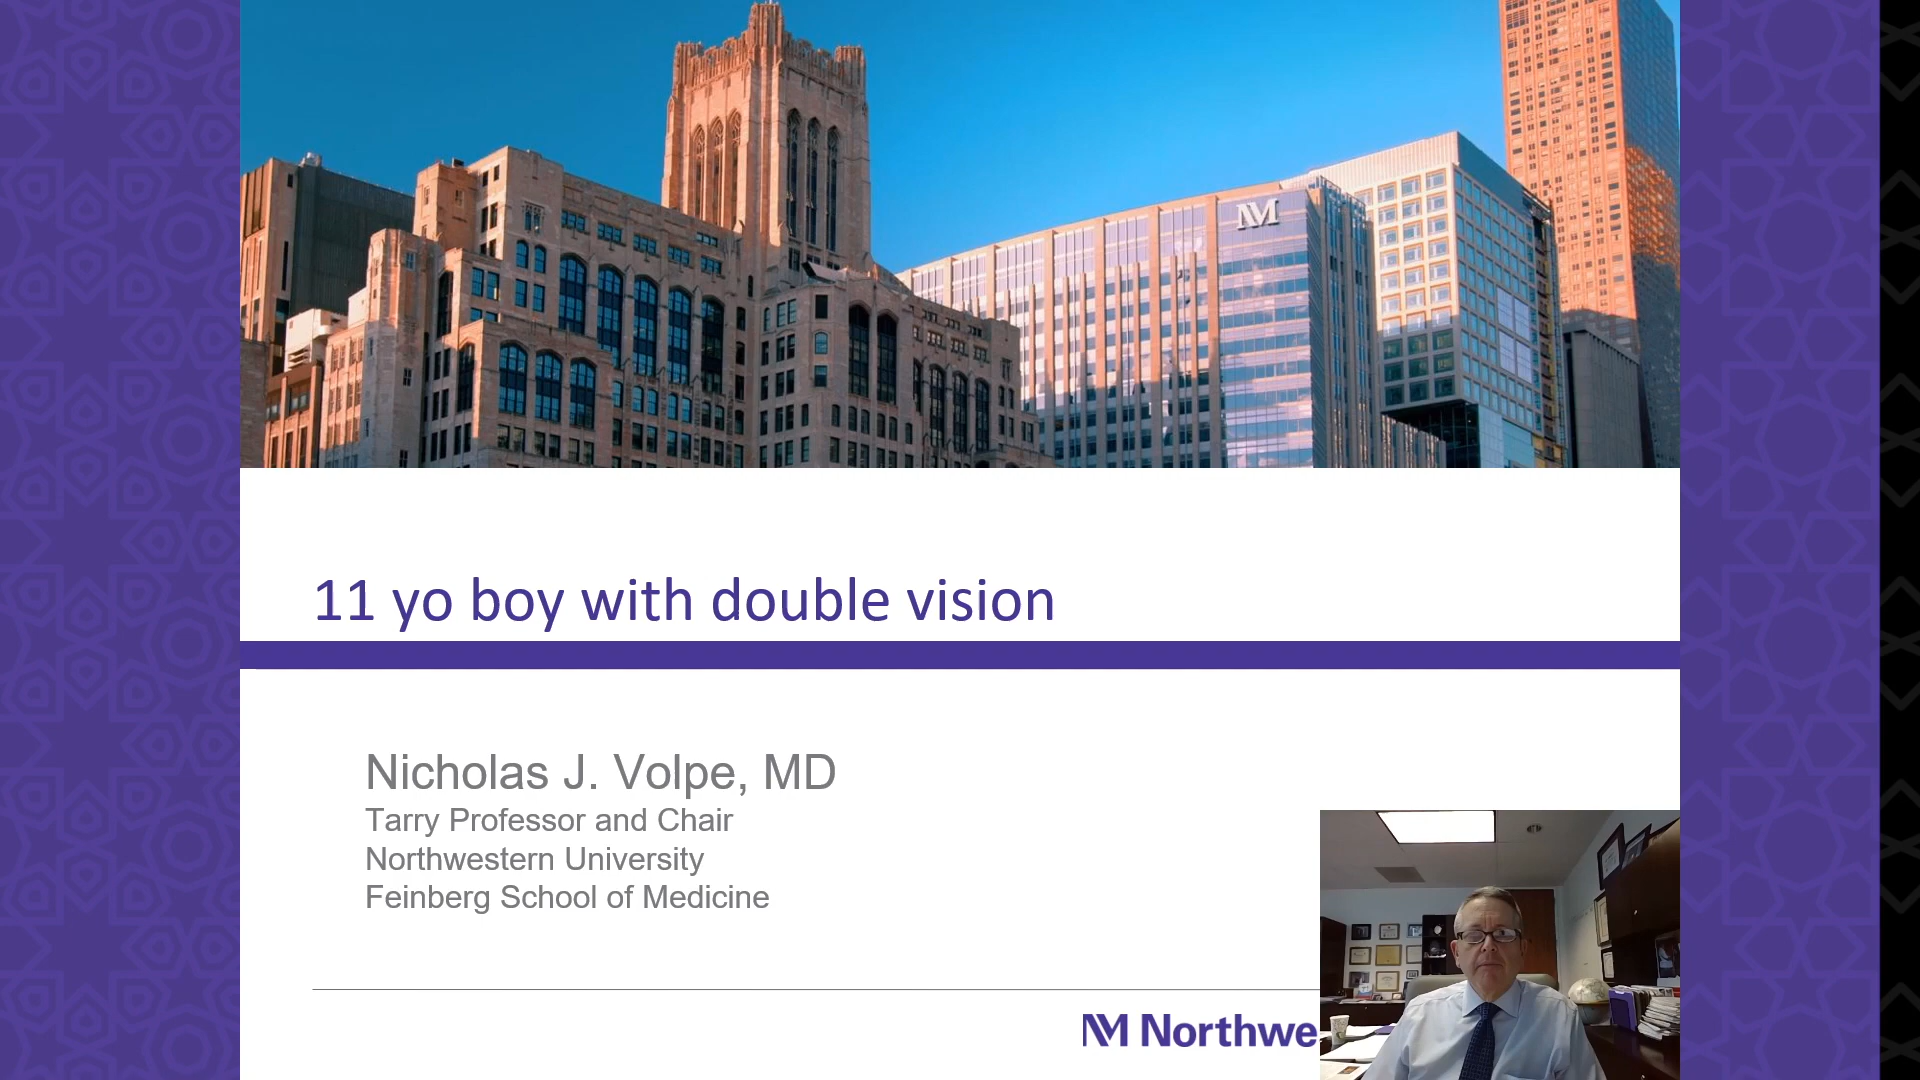 NM
11 yo boy with double vision
Nicholas J. Volpe, MD
Tarry Professor and Chair
Northwestern University
Feinberg School of Medicine
NM Northwe